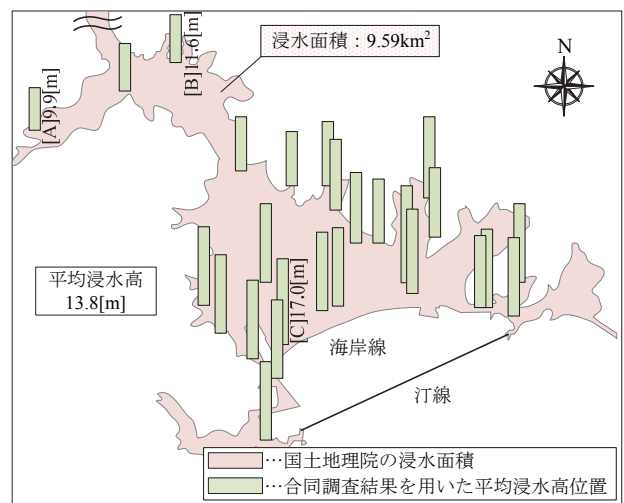 浸水面積：9.59km²
N
[B]11.6[m]
[A]9.9[m]
平均浸水高
13.8[m]
[C]17.0[m]
海岸線
汀線
…国土地理院の浸水面積
…合同調査結果を用いた平均浸水高位置